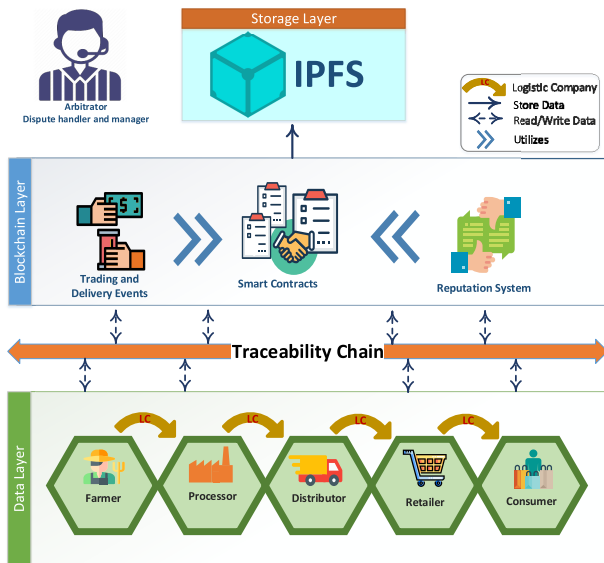 Storage Layer
IPFS
Arbitrator
Dispute handler and manager
LC
Logistic Company
Store Data
Read/Write Data
Utilizes
Blockchain Layer
$
Trading and
Delivery Events
Smart Contracts
Reputation System
Traceability Chain
Data Layer
LC
LC
LC
LC
Farmer
Processor
Distributor
Retailer
Consumer